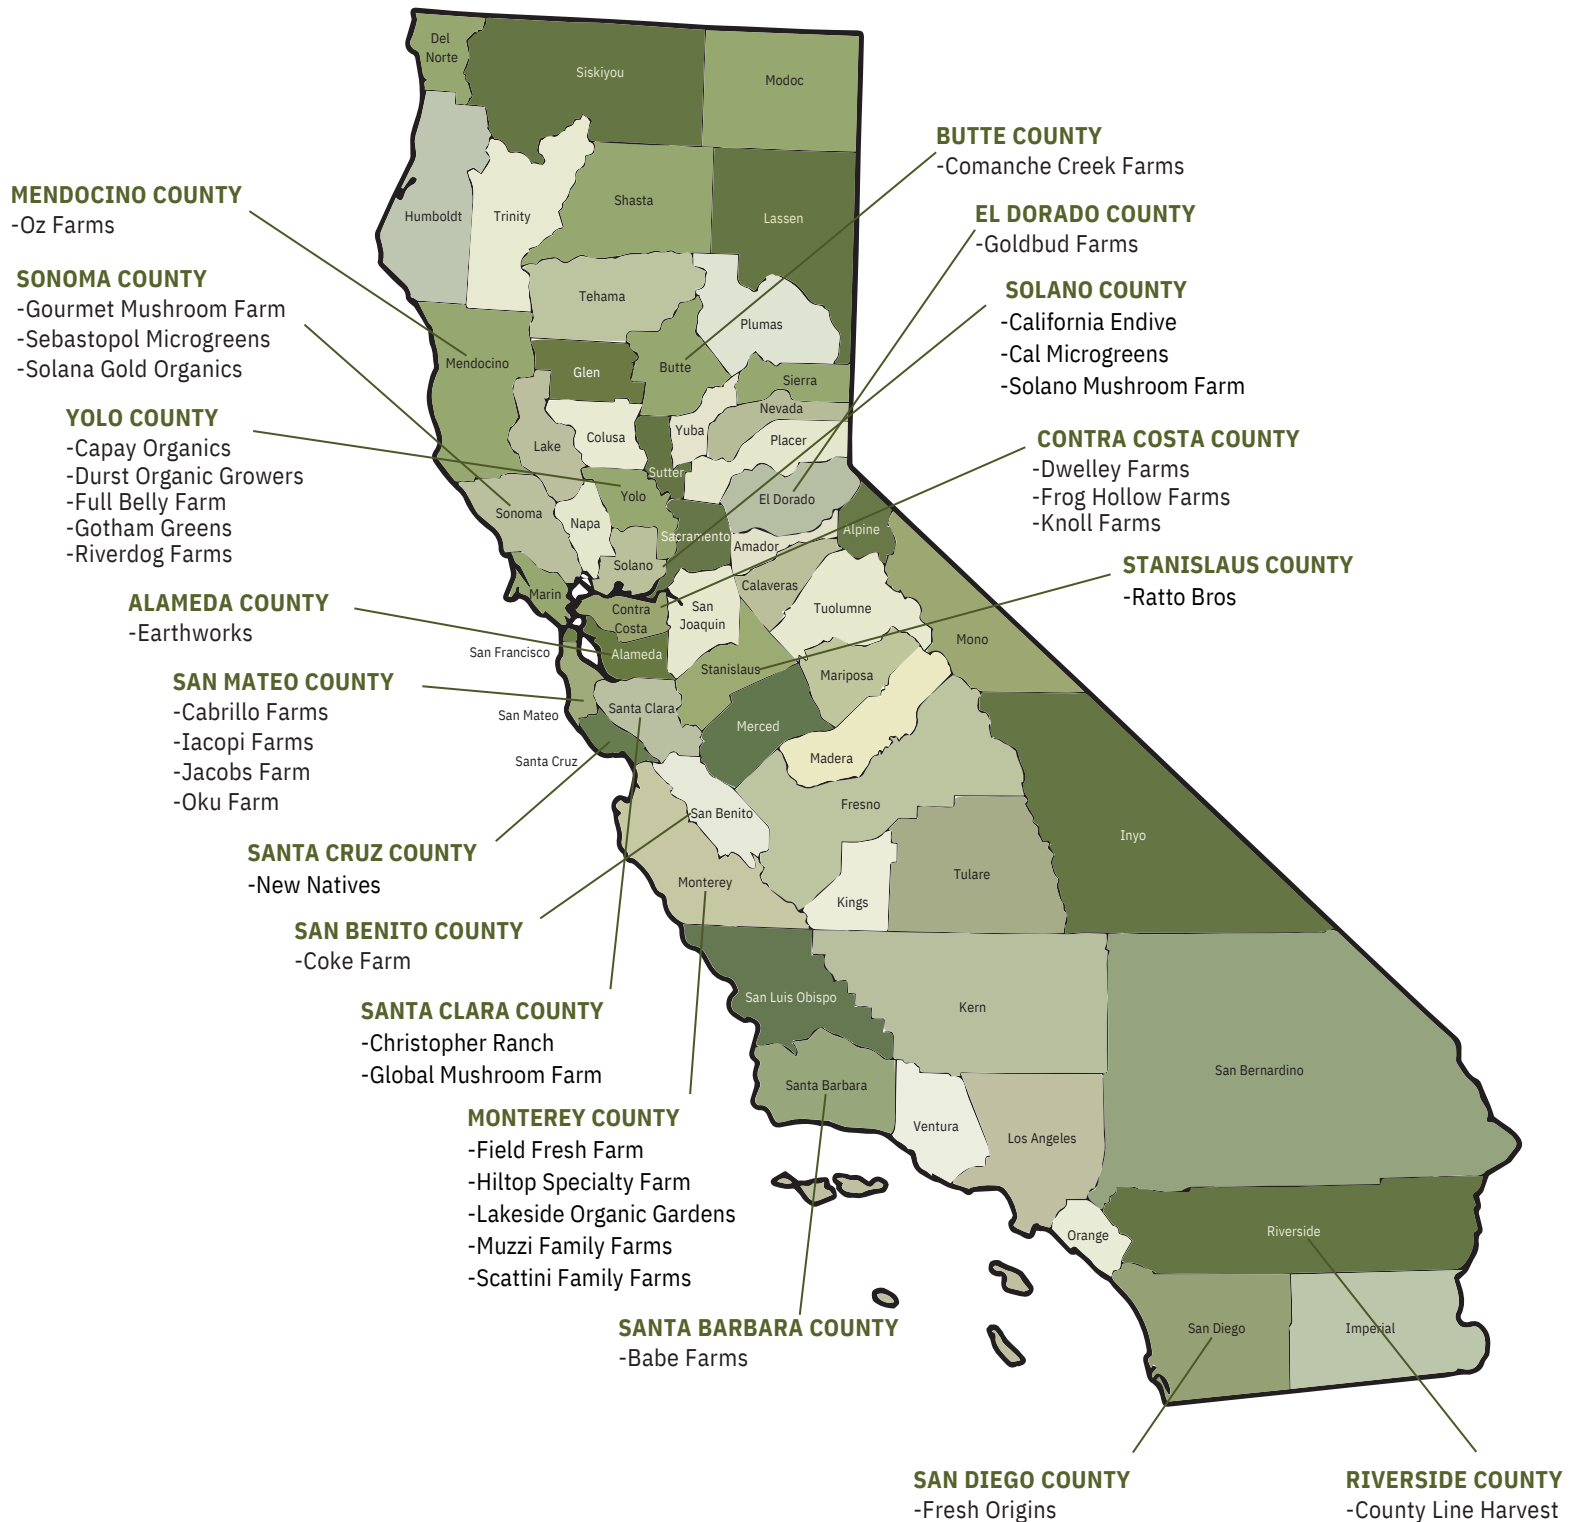 Del
Norte
Siskiyou
Modoc
Humboldt
Trinity
Shasta
Lassen
Tehama
Plumas
Mendocino
Glen
Butte
Sierra
Nevada
Lake
Colusa
Yuba
Placer
Sutter
Yolo
El Dorado
Sonoma
Napa
Sacramento
Amador
Alpine
Solano
Marin
Calaveras
Contra
Costa
San
Joaquin
Tuolumne
Mono
San Francisco
Alameda
Stanislaus
Mariposa
San Mateo
Santa Clara
Merced
Santa Cruz
Madera
San Benito
Fresno
Inyo
Monterey
Kings
Tulare
San Luis Obispo
Kern
San Bernardino
Santa Barbara
Ventura
Los Angeles
Orange
Riverside
San Diego
Imperial
MENDOCINO COUNTY
-Oz Farms
SONOMA COUNTY
-Gourmet Mushroom Farm
-Sebastopol Microgreens
-Solana Gold Organics
YOLO COUNTY
-Capay Organics
-Durst Organic Growers
-Full Belly Farm
-Gotham Greens
-Riverdog Farms
ALAMEDA COUNTY
-Earthworks
SAN MATEO COUNTY
-Cabrillo Farms
-Iacopi Farms
-Jacobs Farm
-Oku Farm
SANTA CRUZ COUNTY
-New Natives
SAN BENITO COUNTY
-Coke Farm
SANTA CLARA COUNTY
-Christopher Ranch
-Global Mushroom Farm
MONTEREY COUNTY
-Field Fresh Farm
-Hiltop Specialty Farm
-Lakeside Organic Gardens
-Muzzi Family Farms
-Scattini Family Farms
SANTA BARBARA COUNTY
-Babe Farms
BUTTE COUNTY
-Comanche Creek Farms
EL DORADO COUNTY
-Goldbud Farms
SOLANO COUNTY
-California Endive
-Cal Microgreens
-Solano Mushroom Farm
CONTRA COSTA COUNTY
-Dwelley Farms
-Frog Hollow Farms
-Knoll Farms
STANISLAUS COUNTY
-Ratto Bros
SAN DIEGO COUNTY
-Fresh Origins
RIVERSIDE COUNTY
-County Line Harvest